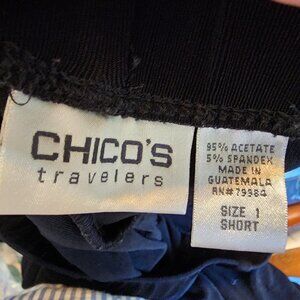 CHICO'S
travelers
95% ACETATE
5% SPANDEX
MADE IN
GUATEMALA
RN#79384
SIZE 1
SHORT